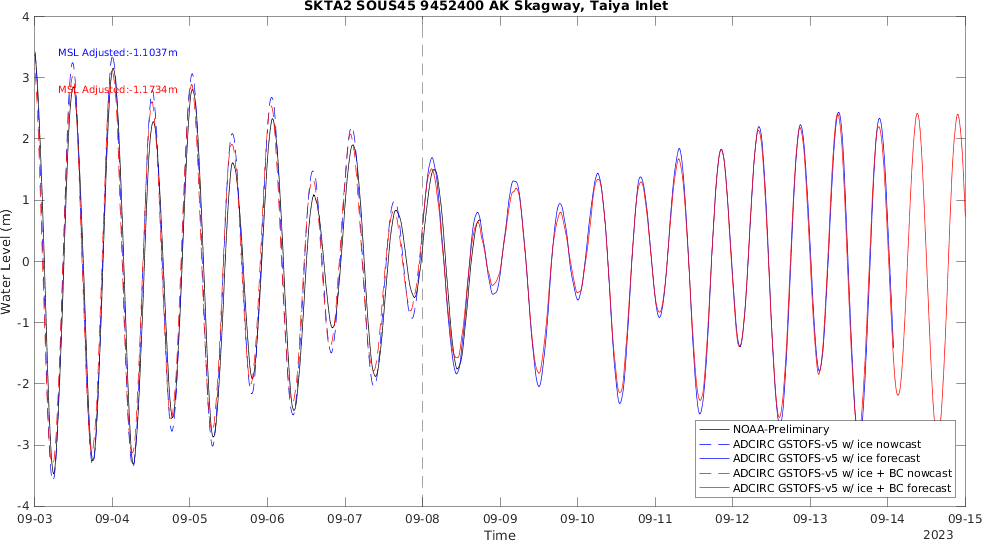 SKTA2 SOUS45 9452400 AK Skagway, Taiya Inlet
4
3
2
1
0
-1
-2
-3
-4
Water Level (m)
MSL Adjusted:-1.1037m
MSL Adjusted:-1.1734m
NOAA-Preliminary
ADCIRC GSTOFS-v5 w/ ice nowcast
ADCIRC GSTOFS-v5 w/ ice forecast
ADCIRC GSTOFS-v5 w/ ice + BC nowcast
ADCIRC GSTOFS-v5 w/ ice + BC forecast
09-03 09-04 09-05 09-06 09-07 09-08 09-09 09-10 09-11 09-12 09-13 09-14 09-15
Time
2023